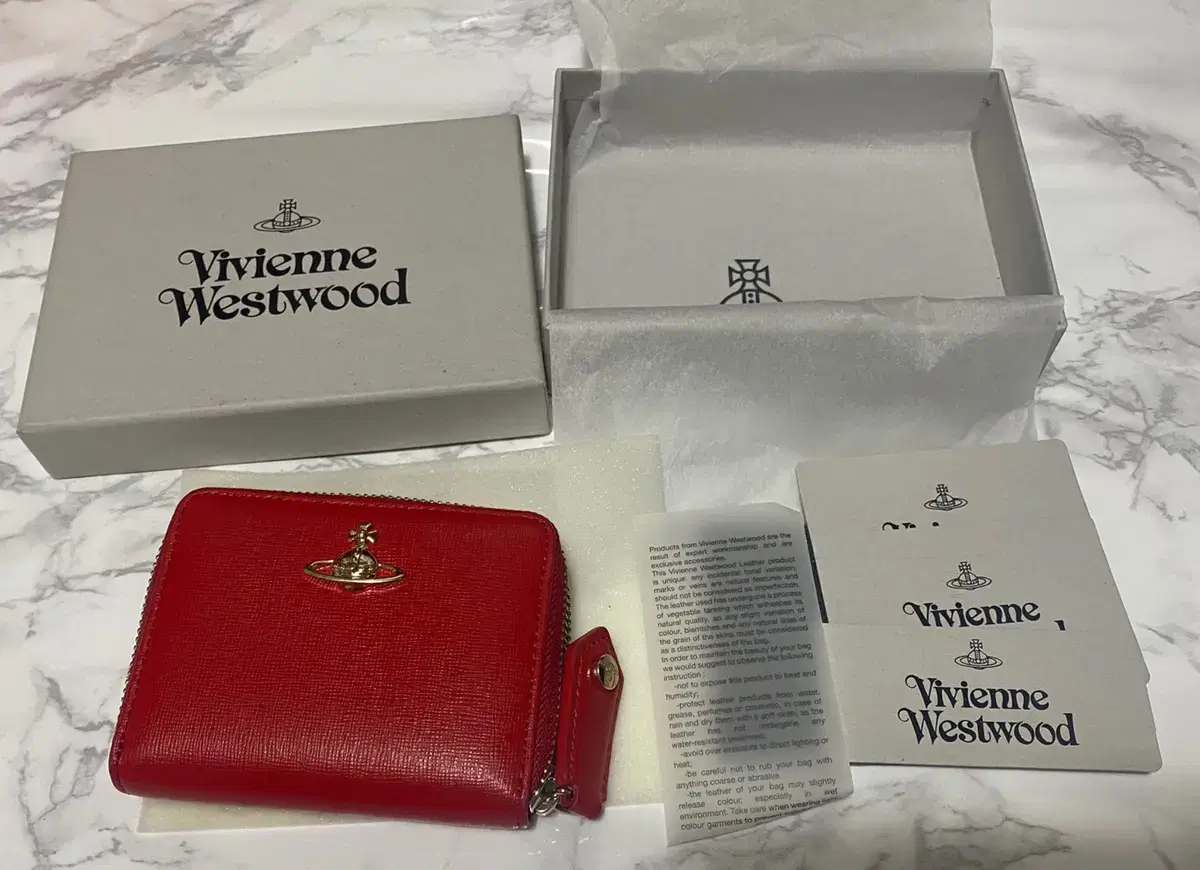 Vivienne
Westwood
Products from Vivienne Westwood are the
result of expert workmanship and are
exclusive accessories.
This Vivienne Westwood Leather product
is unique: any incidental tonal variation,
marks or veins are natural features and
should not be considered as imperfection.
The leather used has undergone a process
of vegetable tanning which enhances its
natural quality, so any slight variation of
colour, blemishes and any natural lines of
the grain of the skins must be considered
as a distinctiveness of the bag.
In order to maintain the beauty of your bag
we would suggest to observe the following
instruction:
-not to expose this product to heat and
humidity;
-protect leather products from water,
grease, perfumes or cosmetic, in case of
rain and dry them with a soft cloth, as the
leather has not undergone any
water-resistant treatment;
-avoid over exposure to direct lighting or
heat;
-be careful not to rub your bag with
anything coarse or abrasive
-the leather of your bag may slightly
release colour, especially in wet
environment. Take care when wearing light
colour garments to prevent
Vivienne
Vivienne
Westwood